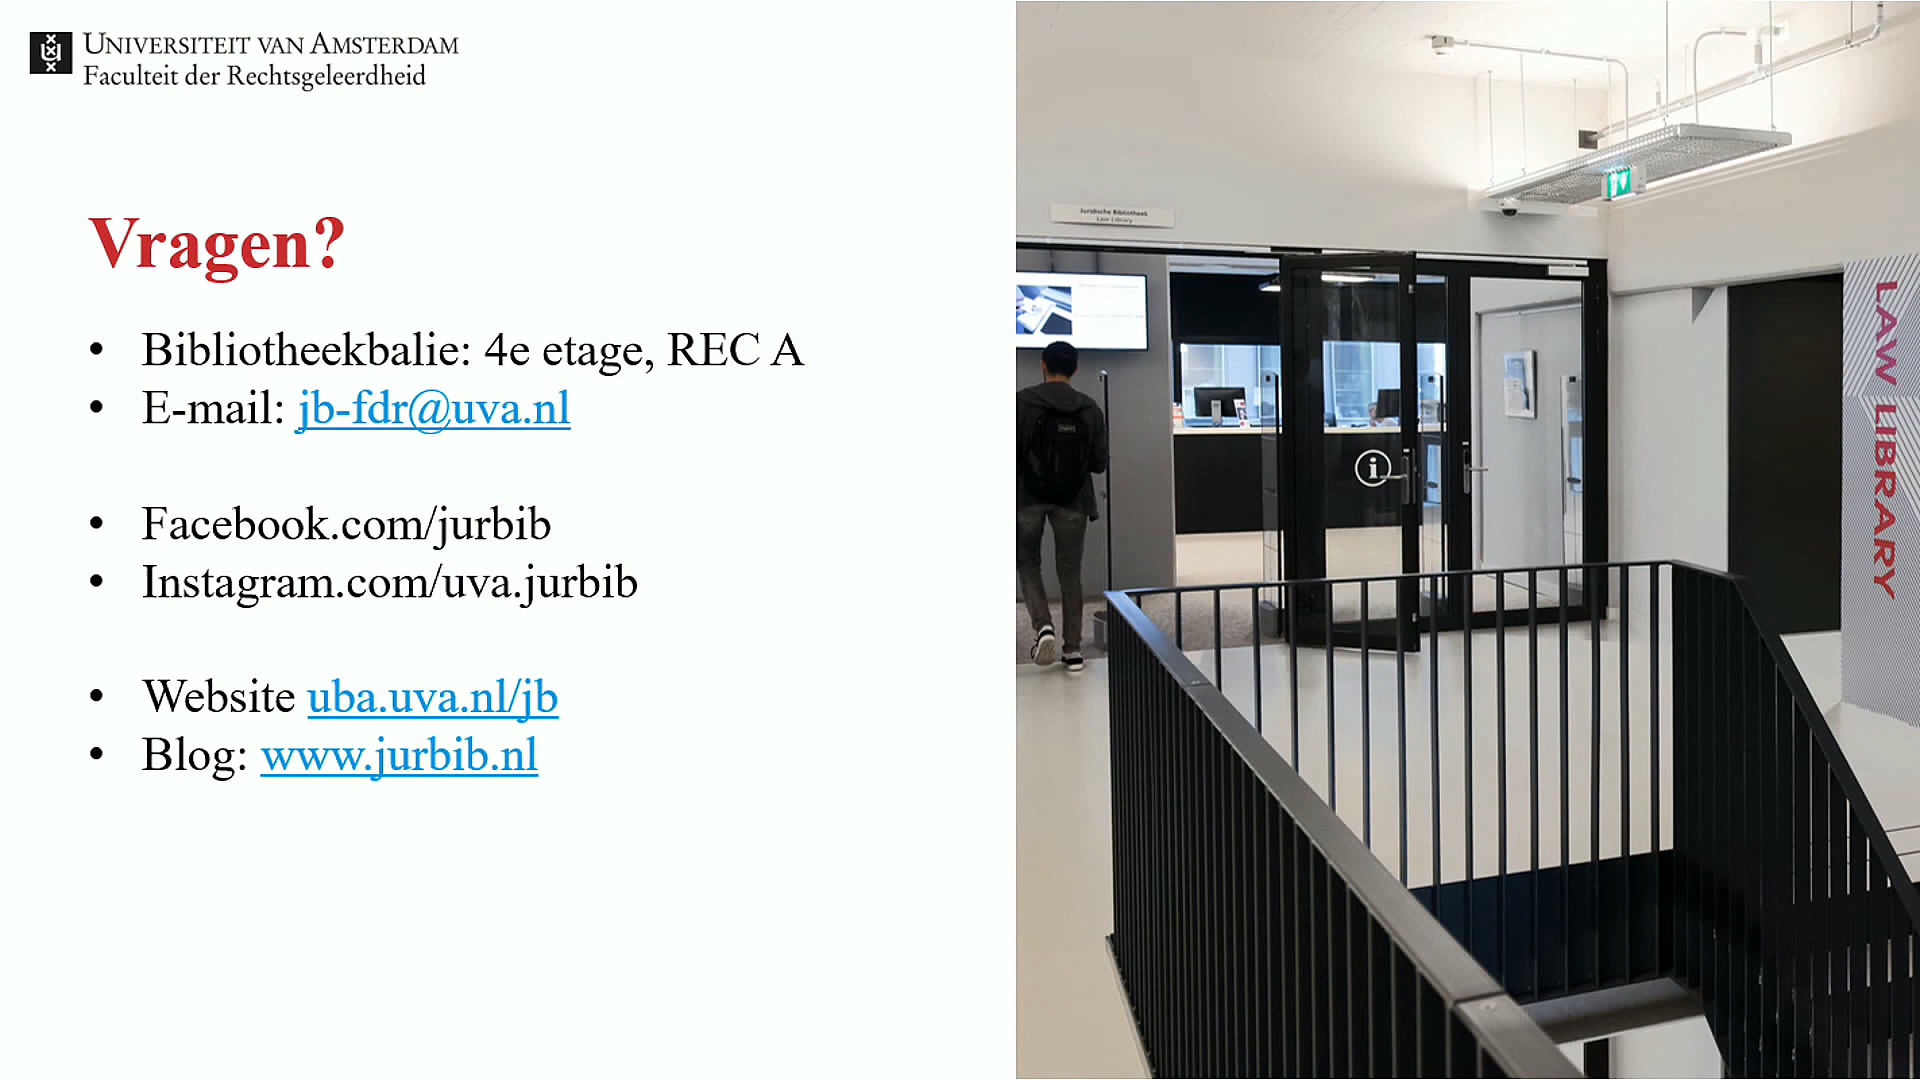 UNIVERSITEIT VAN AMSTERDAM
Faculteit der Rechtsgeleerdheid
Vragen?
• Bibliotheekbalie: 4e etage, REC A
• E-mail: jb-fdr@uva.nl
• Facebook.com/jurbib
• Instagram.com/uva.jurbib
• Website uba.uva.nl/jb
• Blog: www.jurbib.nl
Juridische Bibliotheek
Law Library
i
LAW LIBRARY